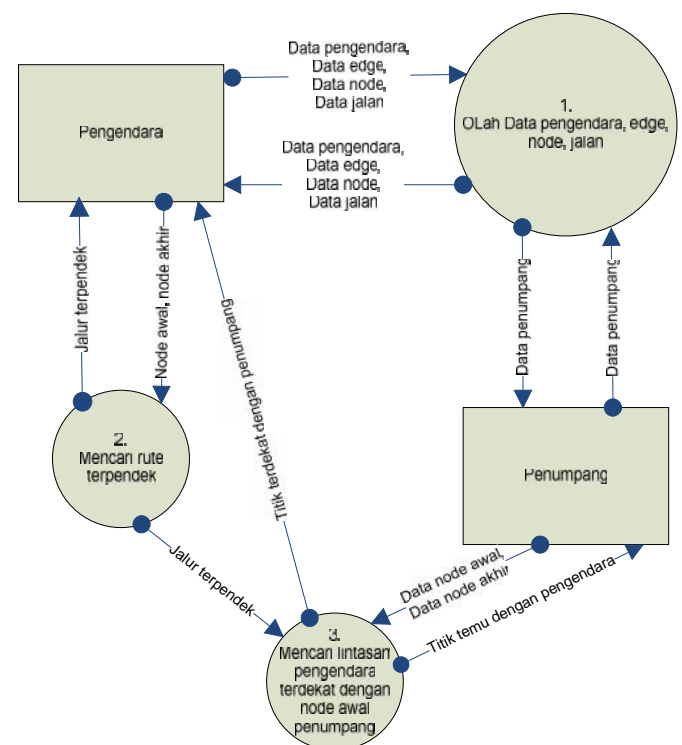 Data pengendara,
Data edge,
Data node,
Data jalan
Pengendara
1.
OLah Data pengendara, edge,
node, jalan
Data pengendara,
Data edge,
Data node,
Data jalan
Jalur terpendek
Node awal, node akhir
Titik terdekat dengan penumpang
Data penumpang
Data penumpang
2.
Mencari rute
terpendek
Penumpang
Jalur terpendek
Data node awal,
Data node akhir
Titik temu dengan pengendara
3.
Mencari lintasan
pengendara
terdekat dengan
node awal
penumpang